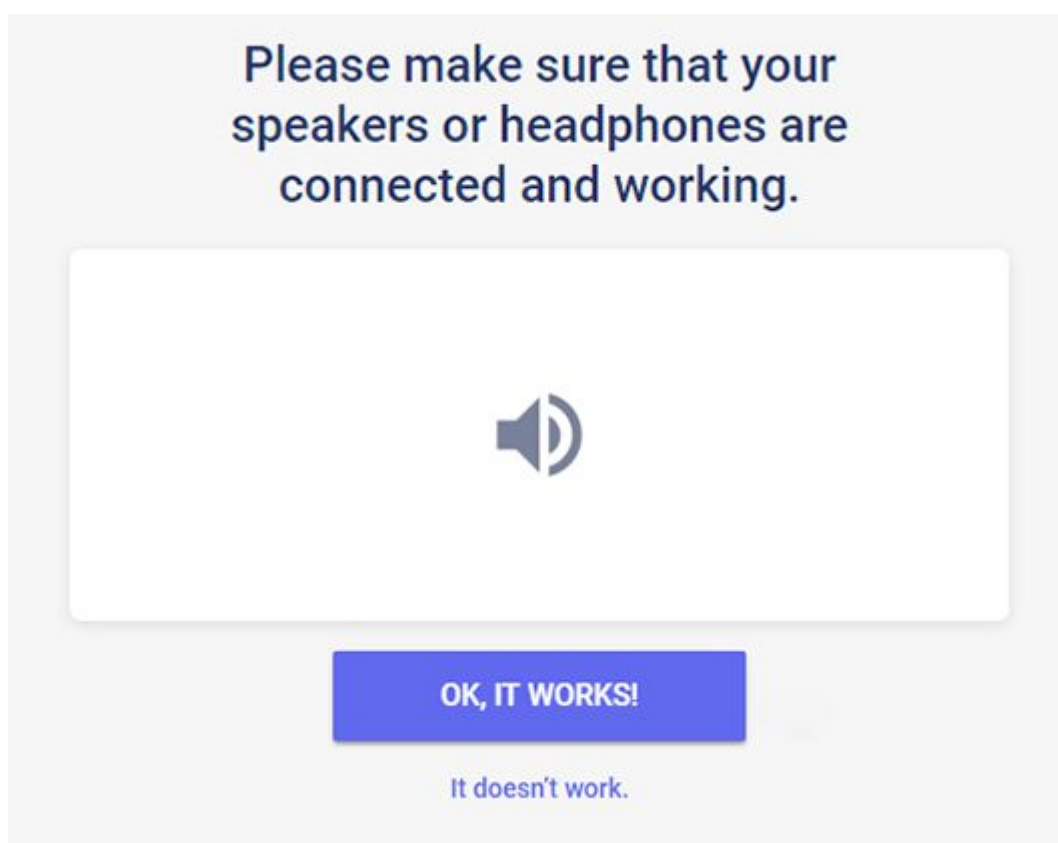 Please make sure that your
speakers or headphones are
connected and working.
OK, IT WORKS!
It doesn't work.